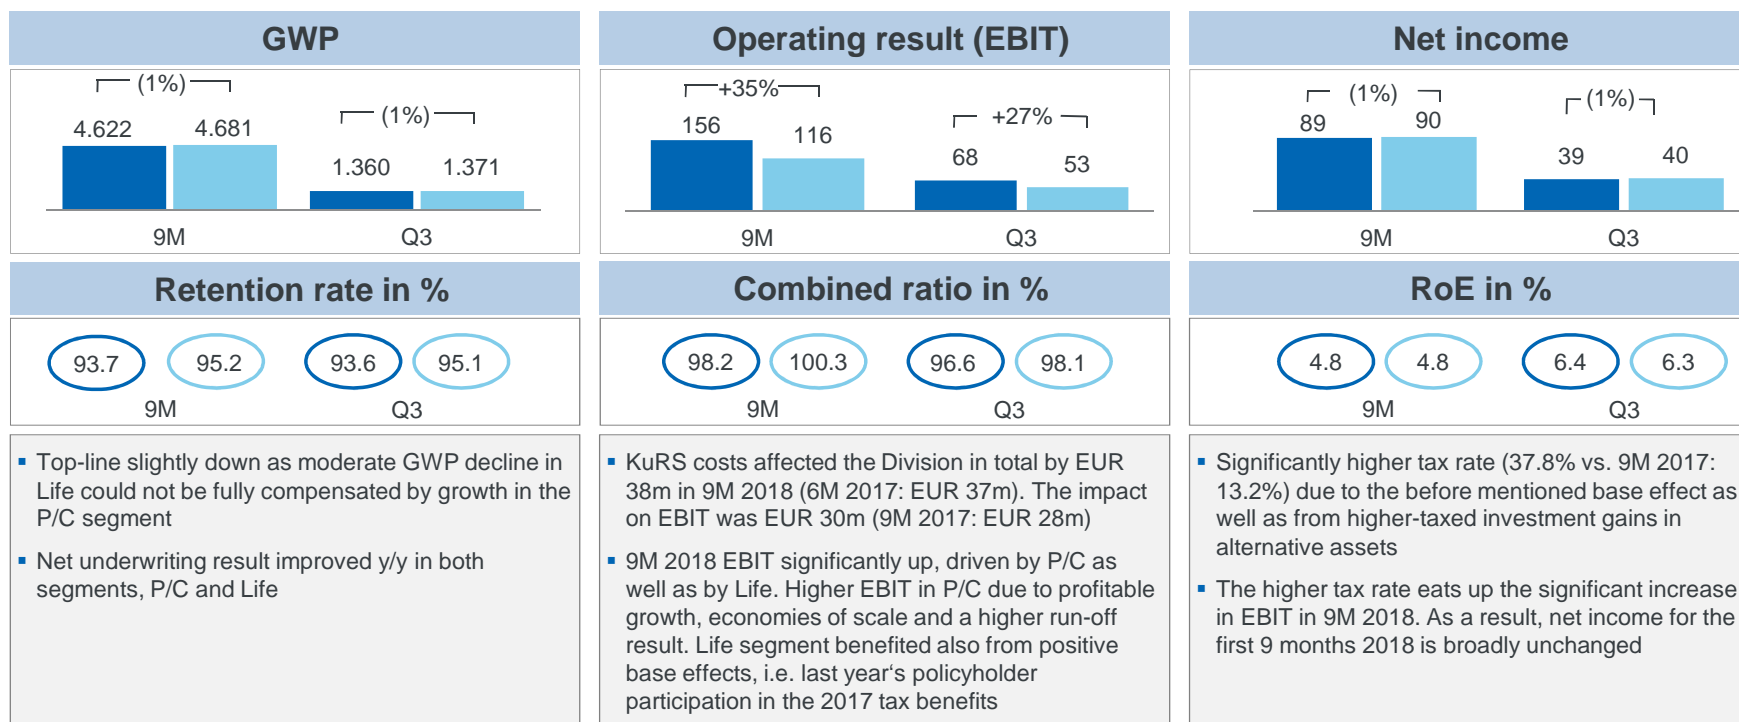 GWP
(1%)
4.622
4.681
(1%)
1.360
1.371
9M
Q3
Operating result (EBIT)
+35%
156
116
+27%
68
53
9M
Q3
Net income
(1%)
89
90
(1%)
39
40
9M
Q3
Retention rate in %
93.7
95.2
93.6
95.1
9M
Q3
Combined ratio in %
98.2
100.3
96.6
98.1
9M
Q3
RoE in %
4.8
4.8
6.4
6.3
9M
Q3
▪ Top-line slightly down as moderate GWP decline in
Life could not be fully compensated by growth in the
P/C segment
▪ Net underwriting result improved y/y in both
segments, P/C and Life
▪ KuRS costs affected the Division in total by EUR
38m in 9M 2018 (6M 2017: EUR 37m). The impact
on EBIT was EUR 30m (9M 2017: EUR 28m)
▪ 9M 2018 EBIT significantly up, driven by P/C as
well as by Life. Higher EBIT in P/C due to profitable
growth, economies of scale and a higher run-off
result. Life segment benefited also from positive
base effects, i.e. last year‘s policyholder
participation in the 2017 tax benefits
▪ Significantly higher tax rate (37.8% vs. 9M 2017:
13.2%) due to the before mentioned base effect as
well as from higher-taxed investment gains in
alternative assets
▪ The higher tax rate eats up the significant increase
in EBIT in 9M 2018. As a result, net income for the
first 9 months 2018 is broadly unchanged